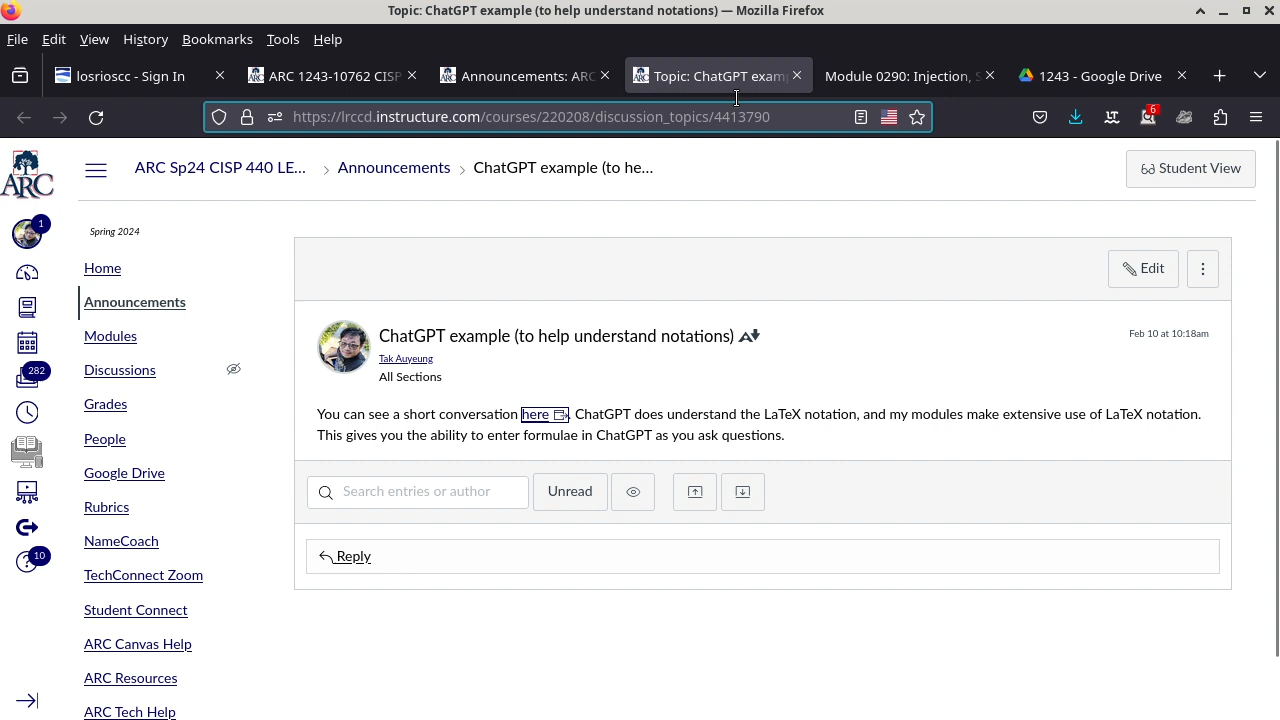 Topic: ChatGPT example (to help understand notations) — Mozilla Firefox
File Edit View History Bookmarks Tools Help
losrioscc - Sign In
ARC 1243-10762 CISP
Announcements: ARC
Topic: ChatGPT exam
Module 0290: Injection, S
1243 - Google Drive
https://lrccd.instructure.com/courses/220208/discussion_topics/4413790
6
ARC
ARC Sp24 CISP 440 LE...
Announcements
ChatGPT example (to he...
Student View
1
282
10
Spring 2024
Home
Announcements
Modules
Discussions
Grades
People
Google Drive
Rubrics
NameCoach
TechConnect Zoom
Student Connect
ARC Canvas Help
ARC Resources
ARC Tech Help
Edit
ChatGPT example (to help understand notations)
Feb 10 at 10:18am
Tak Auyeung
All Sections
You can see a short conversation here . ChatGPT does understand the LaTeX notation, and my modules make extensive use of LaTeX notation.
This gives you the ability to enter formulae in ChatGPT as you ask questions.
Search entries or author
Unread
Reply